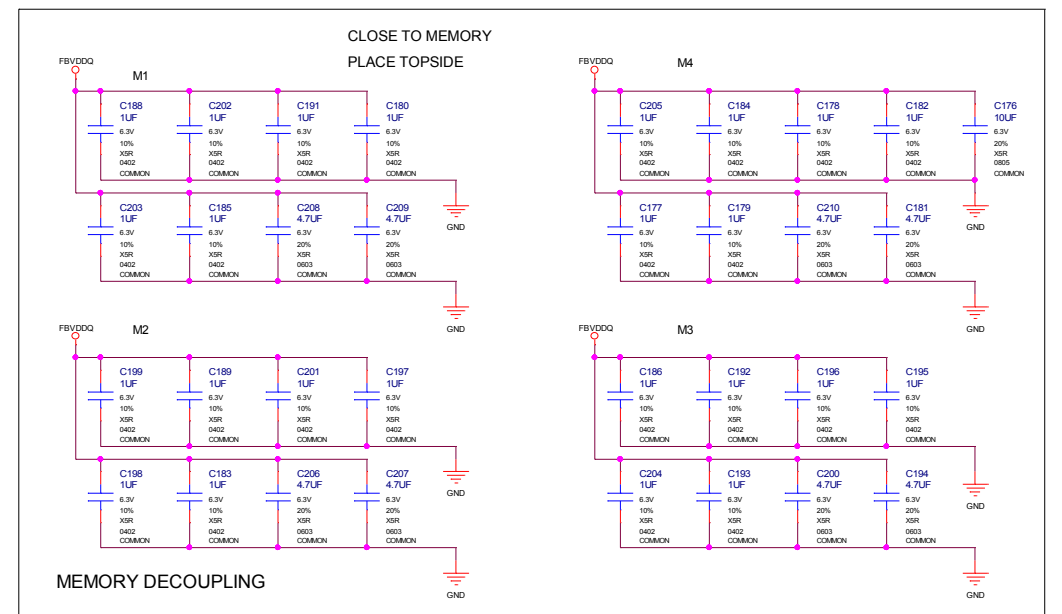 CLOSE TO MEMORY
PLACE TOPSIDE
FBVDDQ
M1
C188
1UF
6.3V
10%
X5R
0402
COMMON
C202
1UF
6.3V
10%
X5R
0402
COMMON
C191
1UF
6.3V
10%
X5R
0402
COMMON
C180
1UF
6.3V
10%
X5R
0402
COMMON
GND
C203
1UF
6.3V
10%
X5R
0402
COMMON
C185
1UF
6.3V
10%
X5R
0402
COMMON
C208
4.7UF
6.3V
20%
X5R
0603
COMMON
C209
4.7UF
6.3V
20%
X5R
0603
COMMON
GND
FBVDDQ
M4
C205
1UF
6.3V
10%
X5R
0402
COMMON
C184
1UF
6.3V
10%
X5R
0402
COMMON
C178
1UF
6.3V
10%
X5R
0402
COMMON
C182
1UF
6.3V
10%
X5R
0402
COMMON
C176
10UF
6.3V
20%
X5R
0805
COMMON
GND
C177
1UF
6.3V
10%
X5R
0402
COMMON
C179
1UF
6.3V
10%
X5R
0402
COMMON
C210
4.7UF
6.3V
20%
X5R
0603
COMMON
C181
4.7UF
6.3V
20%
X5R
0603
COMMON
GND
FBVDDQ
M2
C199
1UF
6.3V
10%
X5R
0402
COMMON
C189
1UF
6.3V
10%
X5R
0402
COMMON
C201
1UF
6.3V
10%
X5R
0402
COMMON
C197
1UF
6.3V
10%
X5R
0402
COMMON
GND
C198
1UF
6.3V
10%
X5R
0402
COMMON
C183
1UF
6.3V
10%
X5R
0402
COMMON
C206
4.7UF
6.3V
20%
X5R
0603
COMMON
C207
4.7UF
6.3V
20%
X5R
0603
COMMON
GND
FBVDDQ
M3
C186
1UF
6.3V
10%
X5R
0402
COMMON
C192
1UF
6.3V
10%
X5R
0402
COMMON
C196
1UF
6.3V
10%
X5R
0402
COMMON
C195
1UF
6.3V
10%
X5R
0402
COMMON
GND
C204
1UF
6.3V
10%
X5R
0402
COMMON
C193
1UF
6.3V
10%
X5R
0402
COMMON
C200
4.7UF
6.3V
20%
X5R
0603
COMMON
C194
4.7UF
6.3V
20%
X5R
0603
COMMON
GND
MEMORY DECOUPLING